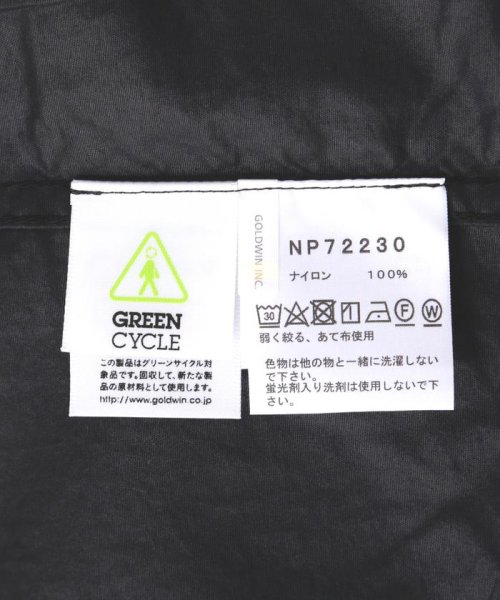 GREEN
CYCLE
この製品はグリーンサイクル対
象品です。回収して、新たな製
品の原材料として使用します。
http://www.goldwin.co.jp
GOLDWIN INC.
NP72230
ナイロン 100%
30
F W
弱く絞る、あて布使用
色物は他の物と一緒に洗濯しない
で下さい。
蛍光剤入り洗剤は使用しないで下
さい。